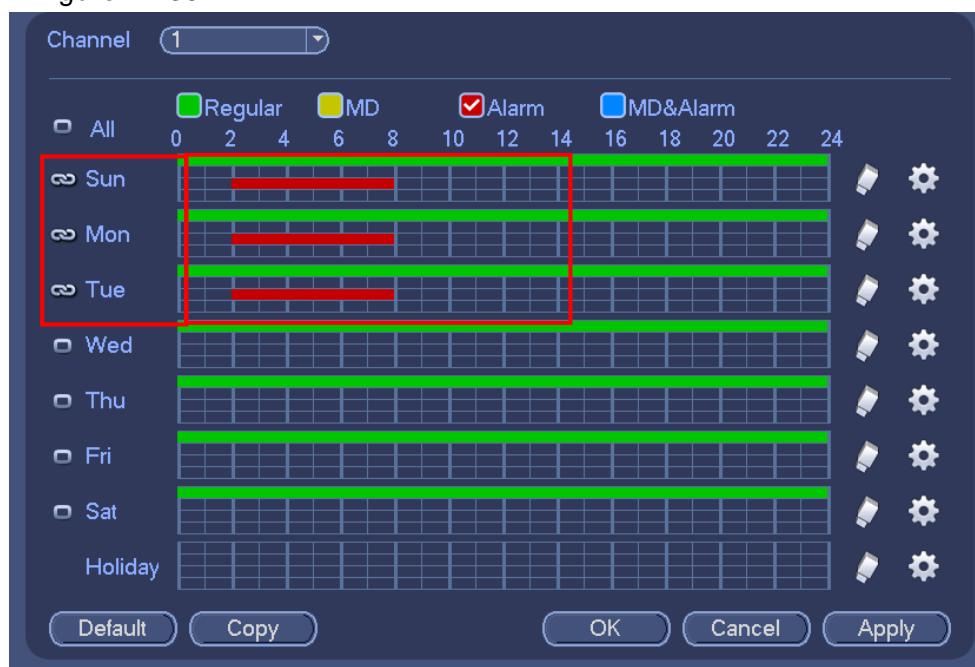 Channel 1
Regular MD Alarm MD&Alarm
All
0 2 4 6 8 10 12 14 16 18 20 22 24
Sun
Mon
Tue
Wed
Thu
Fri
Sat
Holiday
Default Copy OK Cancel Apply